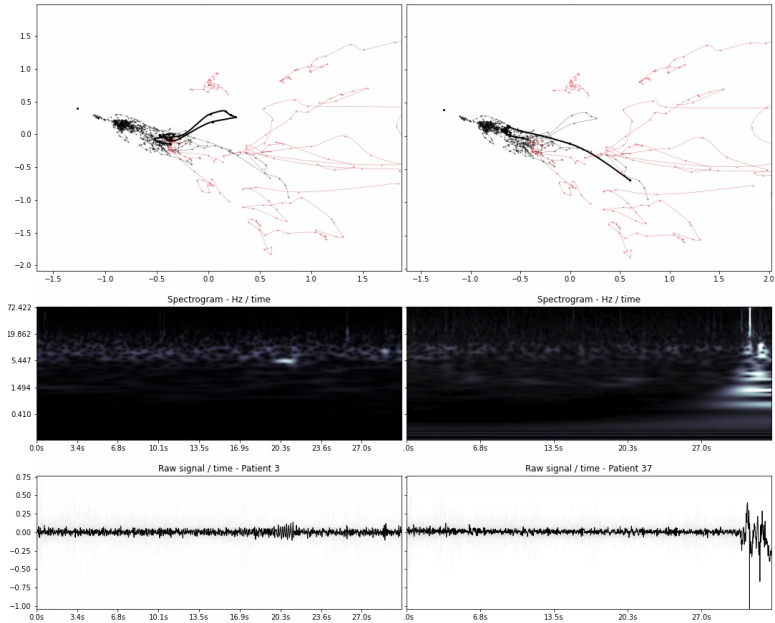 1.5
1.0
0.5
0.0
−0.5
−1.0
−1.5
−2.0
−1.5 −1.0 −0.5 0.0 0.5 1.0 1.5
−1.5 −1.0 −0.5 0.0 0.5 1.0 1.5 2.0
Spectrogram - Hz / time
Spectrogram - Hz / time
72.422
19.862
5.447
1.494
0.410
0.0s 3.4s 6.8s 10.1s 13.5s 16.9s 20.3s 23.6s 27.0s
0.0s 6.8s 13.5s 20.3s 27.0s
Raw signal / time - Patient 3
Raw signal / time - Patient 37
0.75
0.50
0.25
0.00
−0.25
−0.50
−0.75
−1.00
0.0s 3.4s 6.8s 10.1s 13.5s 16.9s 20.3s 23.6s 27.0s
0.0s 6.8s 13.5s 20.3s 27.0s